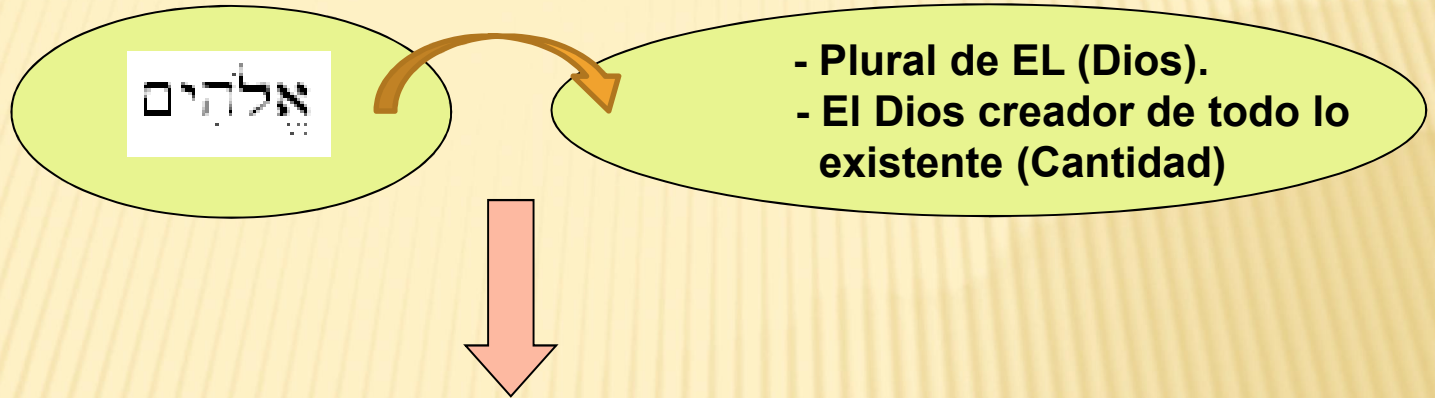 אֱלֹהִים
- Plural de EL (Dios).
- El Dios creador de todo lo
existente (Cantidad)